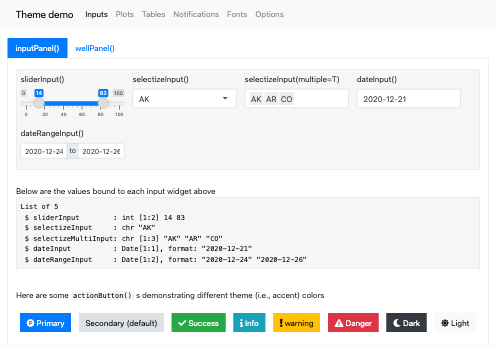 Theme demo Inputs Plots Tables Notifications Fonts Options
inputPanel() wellPanel()
sliderInput() selectizeInput() selectizeInput(multiple=T) dateInput()
0 14 83 100
0 20 40 60 80 100
AK
AK AR CO
2020-12-21
dateRangeInput()
2020-12-24 to 2020-12-26
Below are the values bound to each input widget above
List of 5
$ sliderInput : int [1:2] 14 83
$ selectizeInput : chr "AK"
$ selectizeMultiInput: chr [1:3] "AK" "AR" "CO"
$ dateInput : Date[1:1], format: "2020-12-21"
$ dateRangeInput : Date[1:2], format: "2020-12-24" "2020-12-26"
Here are some actionButton() s demonstrating different theme (i.e., accent) colors
Primary Secondary (default) Success Info warning Danger Dark Light